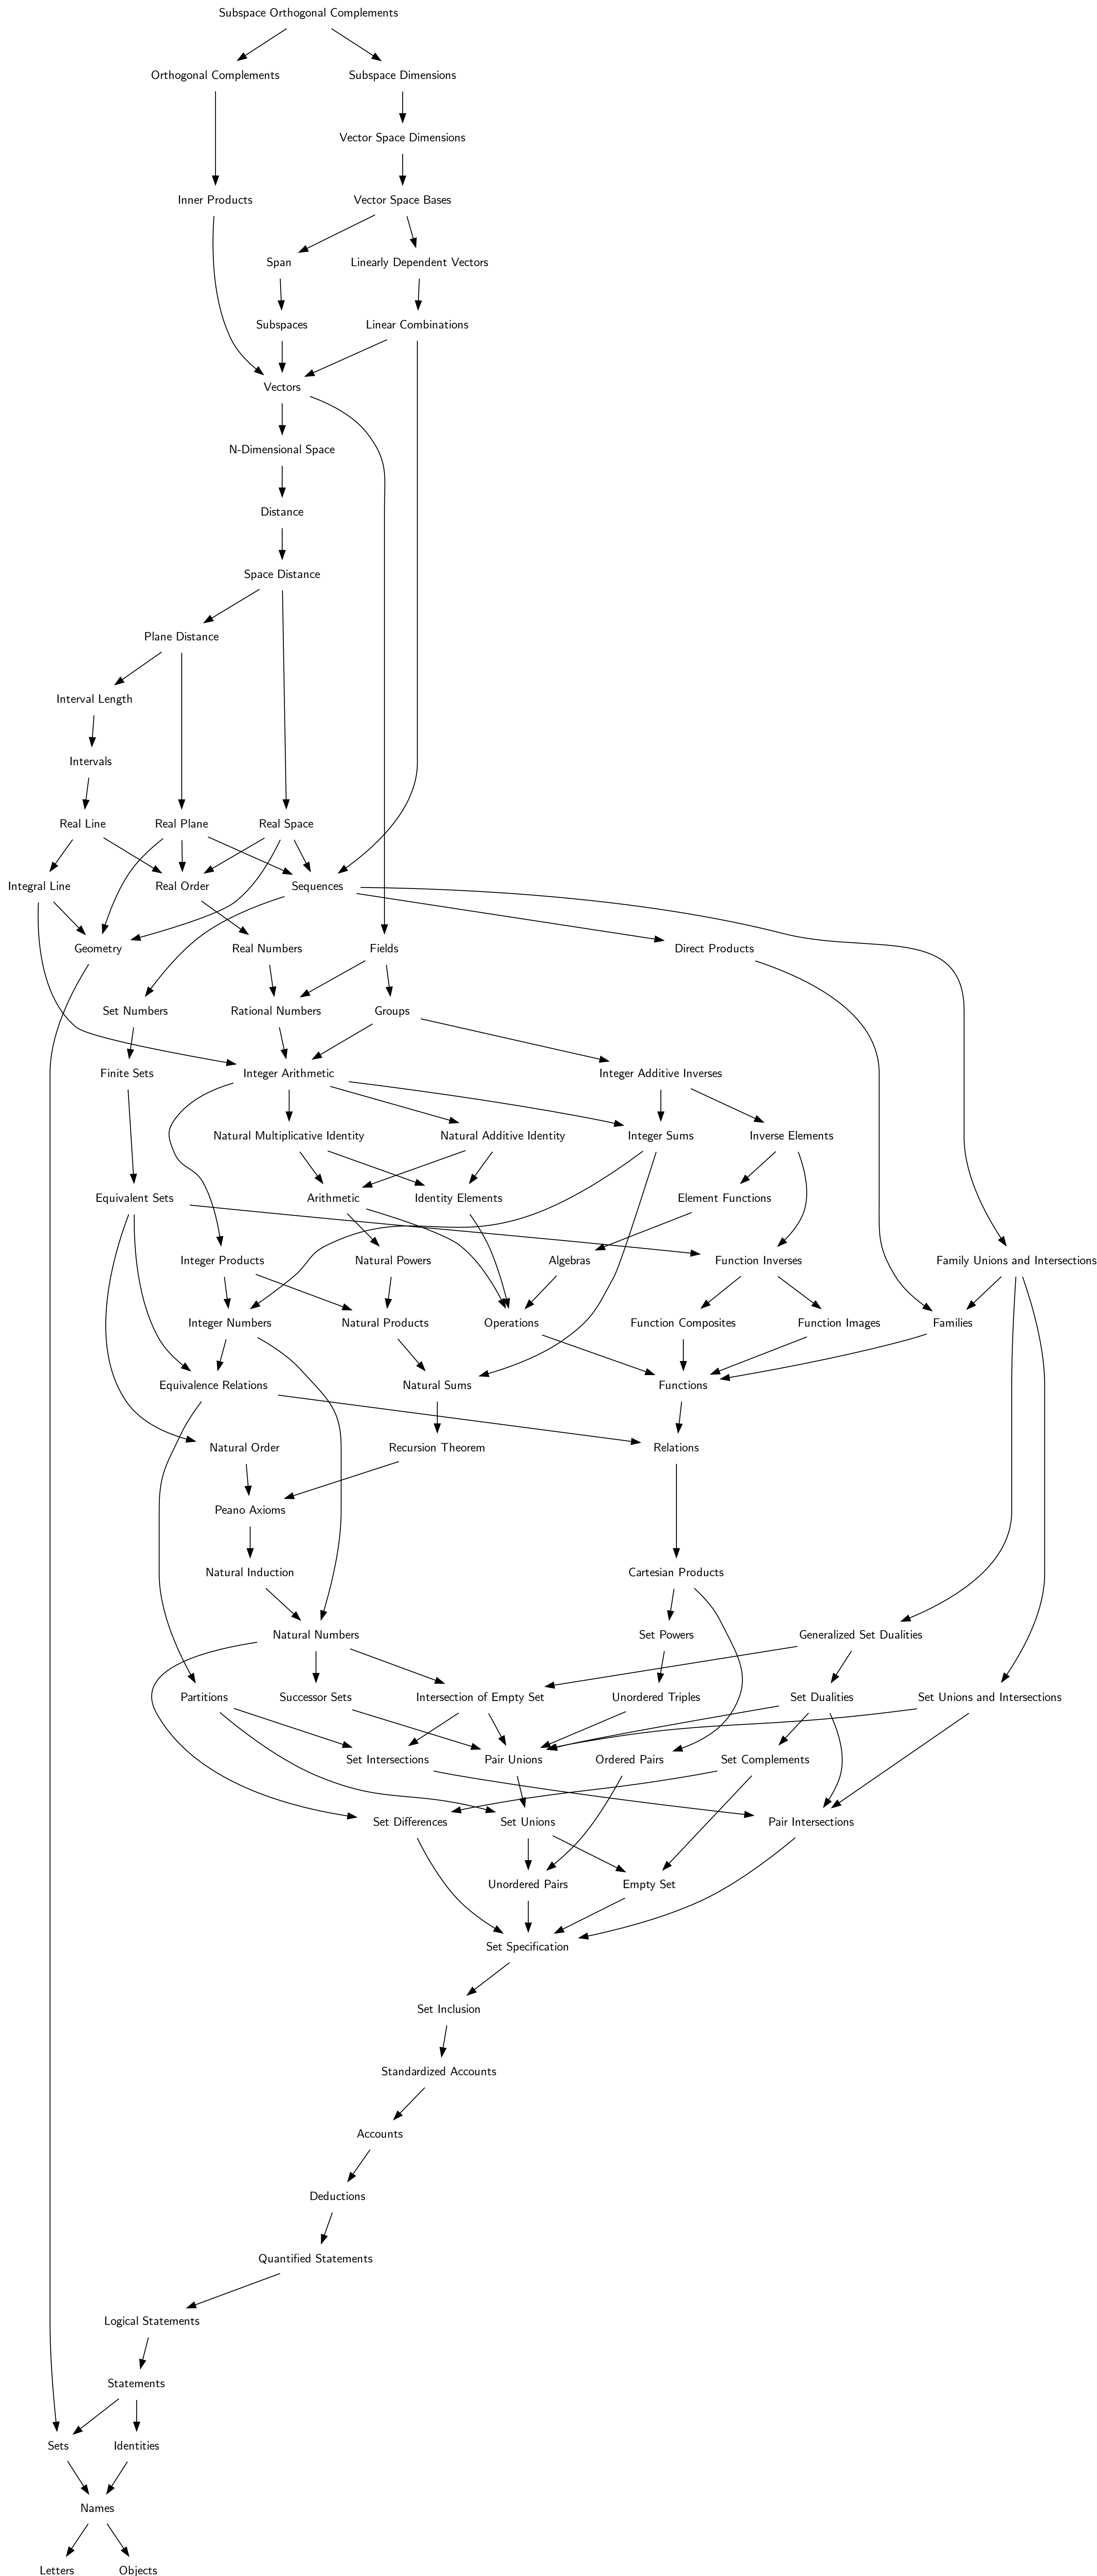 Subspace Orthogonal Complements
Orthogonal Complements
Subspace Dimensions
Vector Space Dimensions
Inner Products
Vector Space Bases
Span
Linearly Dependent Vectors
Subspaces
Linear Combinations
Vectors
N-Dimensional Space
Distance
Space Distance
Plane Distance
Interval Length
Intervals
Real Line
Real Plane
Real Space
Integral Line
Real Order
Sequences
Geometry
Real Numbers
Fields
Direct Products
Set Numbers
Rational Numbers
Groups
Finite Sets
Integer Arithmetic
Integer Additive Inverses
Natural Multiplicative Identity
Natural Additive Identity
Integer Sums
Inverse Elements
Equivalent Sets
Arithmetic
Identity Elements
Element Functions
Integer Products
Natural Powers
Algebras
Function Inverses
Family Unions and Intersections
Integer Numbers
Natural Products
Operations
Function Composites
Function Images
Families
Equivalence Relations
Natural Sums
Functions
Natural Order
Recursion Theorem
Relations
Peano Axioms
Natural Induction
Cartesian Products
Natural Numbers
Set Powers
Generalized Set Dualities
Partitions
Successor Sets
Intersection of Empty Set
Unordered Triples
Set Dualities
Set Unions and Intersections
Set Intersections
Pair Unions
Ordered Pairs
Set Complements
Set Differences
Set Unions
Pair Intersections
Unordered Pairs
Empty Set
Set Specification
Set Inclusion
Standardized Accounts
Accounts
Deductions
Quantified Statements
Logical Statements
Statements
Sets
Identities
Names
Letters
Objects